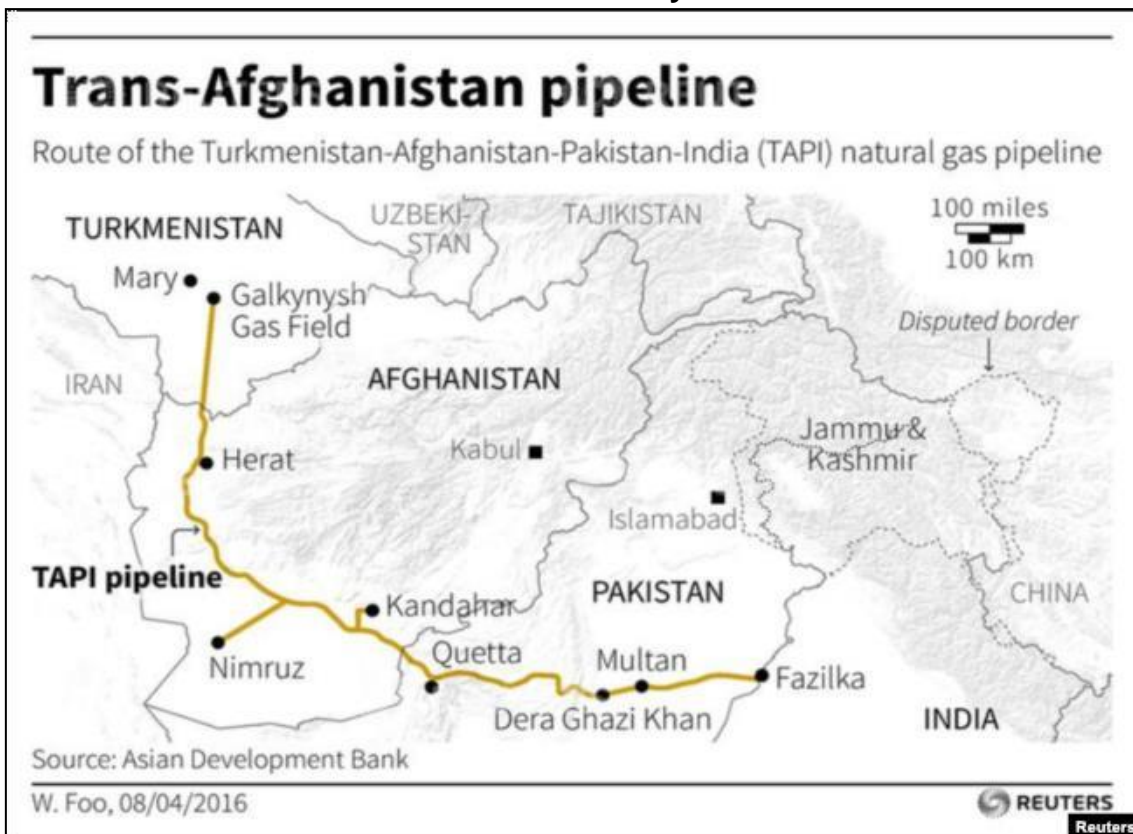 Trans-Afghanistan pipeline
Route of the Turkmenistan-Afghanistan-Pakistan-India (TAPI) natural gas pipeline
TURKMENISTAN
UZBEKI-
STAN
TAJIKISTAN
100 miles
100 km
Mary
Galkynysh
Gas Field
Disputed border
IRAN
AFGHANISTAN
Jammu &
Kashmir
Kabul
Herat
Islamabad
TAPI pipeline
PAKISTAN
CHINA
Kandahar
Nimruz
Quetta
Multan
Fazilka
Dera Ghazi Khan
INDIA
Source: Asian Development Bank
W. Foo, 08/04/2016
REUTERS
Reuters